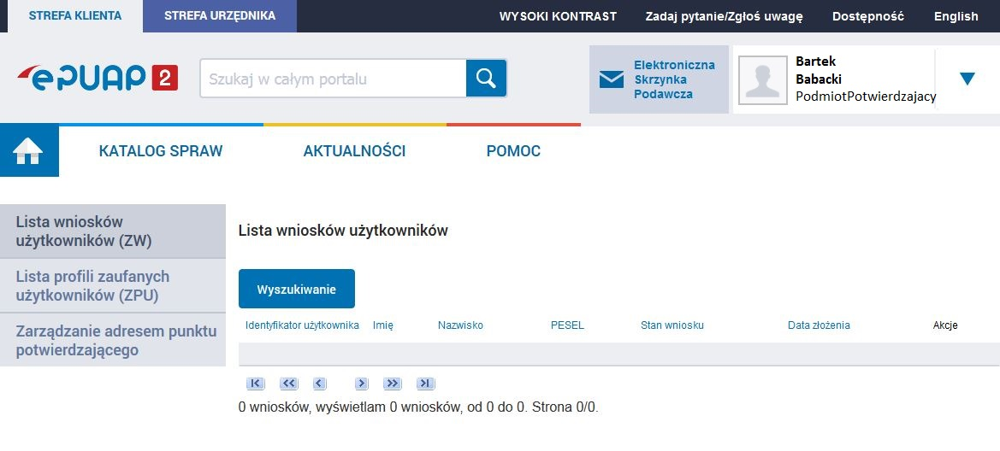 STREFA KLIENTA STREFA URZĘDNIKA WYSOKI KONTRAST Zadaj pytanie/Zgłoś uwagę Dostępność English
ePUAP 2
Szukaj w całym portalu
Elektroniczna
Skrzynka
Podawcza
Bartek
Babacki
PodmiotPotwierdzajacy
KATALOG SPRAW AKTUALNOŚCI POMOC
Lista wniosków
użytkowników (ZW)
Lista profili zaufanych
użytkowników (ZPU)
Zarządzanie adresem punktu
potwierdzającego
Lista wniosków użytkowników
Wyszukiwanie
Identyfikator użytkownika Imię Nazwisko PESEL Stan wniosku Data złożenia Akcje
0 wniosków, wyświetlam 0 wniosków, od 0 do 0. Strona 0/0.